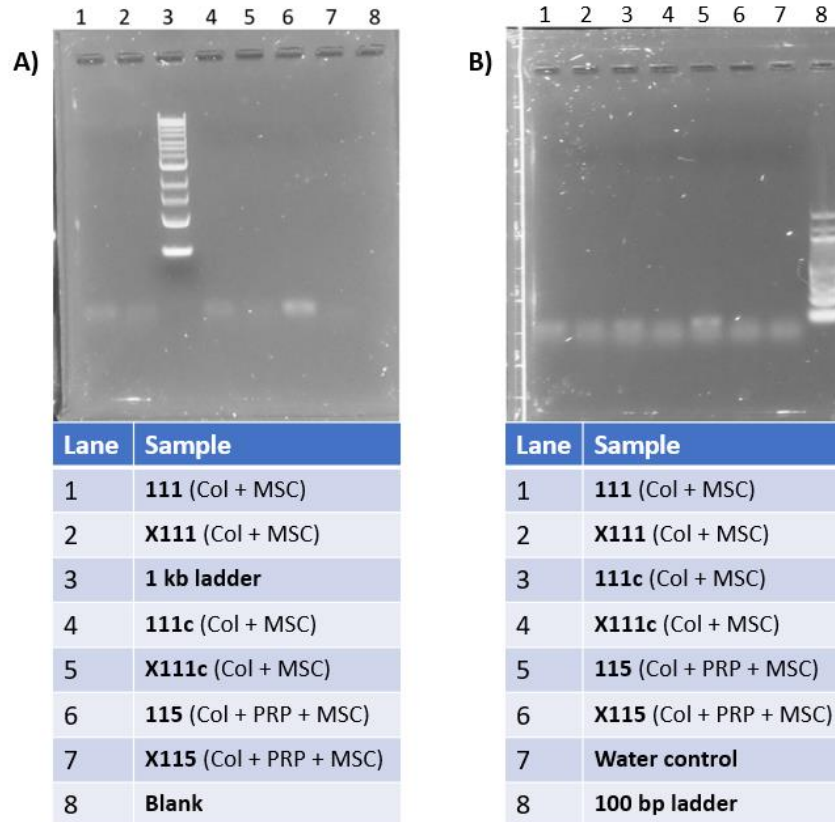 1 2 3 4 5 6 7 8
A)
Lane Sample
1 111 (Col + MSC)
2 X111 (Col + MSC)
3 1 kb ladder
4 111c (Col + MSC)
5 X111c (Col + MSC)
6 115 (Col + PRP + MSC)
7 X115 (Col + PRP + MSC)
8 Blank
1 2 3 4 5 6 7 8
B)
Lane Sample
1 111 (Col + MSC)
2 X111 (Col + MSC)
3 111c (Col + MSC)
4 X111c (Col + MSC)
5 115 (Col + PRP + MSC)
6 X115 (Col + PRP + MSC)
7 Water control
8 100 bp ladder